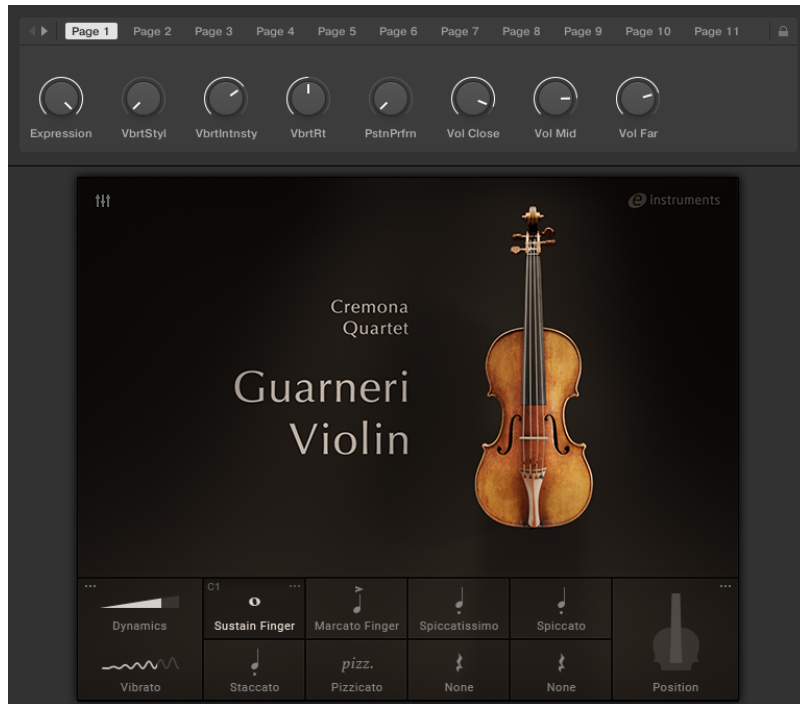 Page 1 Page 2 Page 3 Page 4 Page 5 Page 6 Page 7 Page 8 Page 9 Page 10 Page 11
Expression VbrtStyl VbrtIntnsty VbrtRt PstnPrfrn Vol Close Vol Mid Vol Far
e instruments
Cremona
Quartet
Guarneri
Violin
C1
Dynamics Sustain Finger Marcato Finger Spiccatissimo Spiccato
pizz.
Vibrato Staccato Pizzicato None None Position